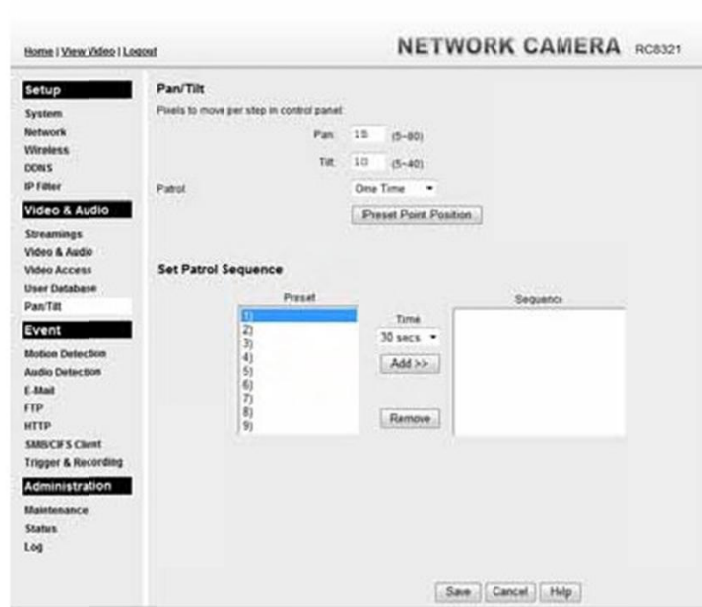 Home | View Video | Logout
NETWORK CAMERA RC8321
Setup
System
Network
Wireless
DDNS
IP Filter
Video & Audio
Streamings
Video & Audio
Video Access
User Database
Pan/Tilt
Event
Motion Detection
Audio Detection
E-Mail
FTP
HTTP
SMB/CIFS Client
Trigger & Recording
Administration
Maintenance
Status
Log
Pan/Tilt
Pixels to move per step in control panel:
Pan: (5~80)
Tilt: 10 (5~40)
Patrol: One Time
Preset Point Position
Set Patrol Sequence
Preset
1)
2)
3)
4)
5)
6)
7)
8)
9)
Time
30 secs
Add >>
Remove
Sequence
Save Cancel Help